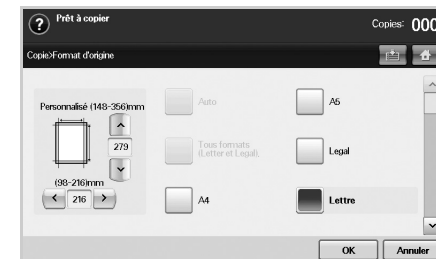 Prêt à copier
Copies: 000
Copie>Format d'origine
Personnalisé (148-356)mm
279
(98-216)mm
216
Auto
Tous formats
(Letter et Legal).
A4
A5
Legal
Lettre
OK
Annuler